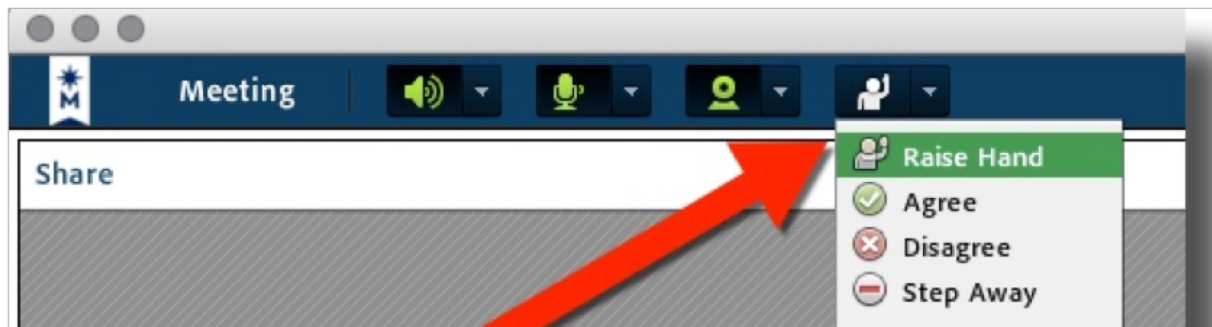 M
Meeting
Share
Raise Hand
Agree
Disagree
Step Away